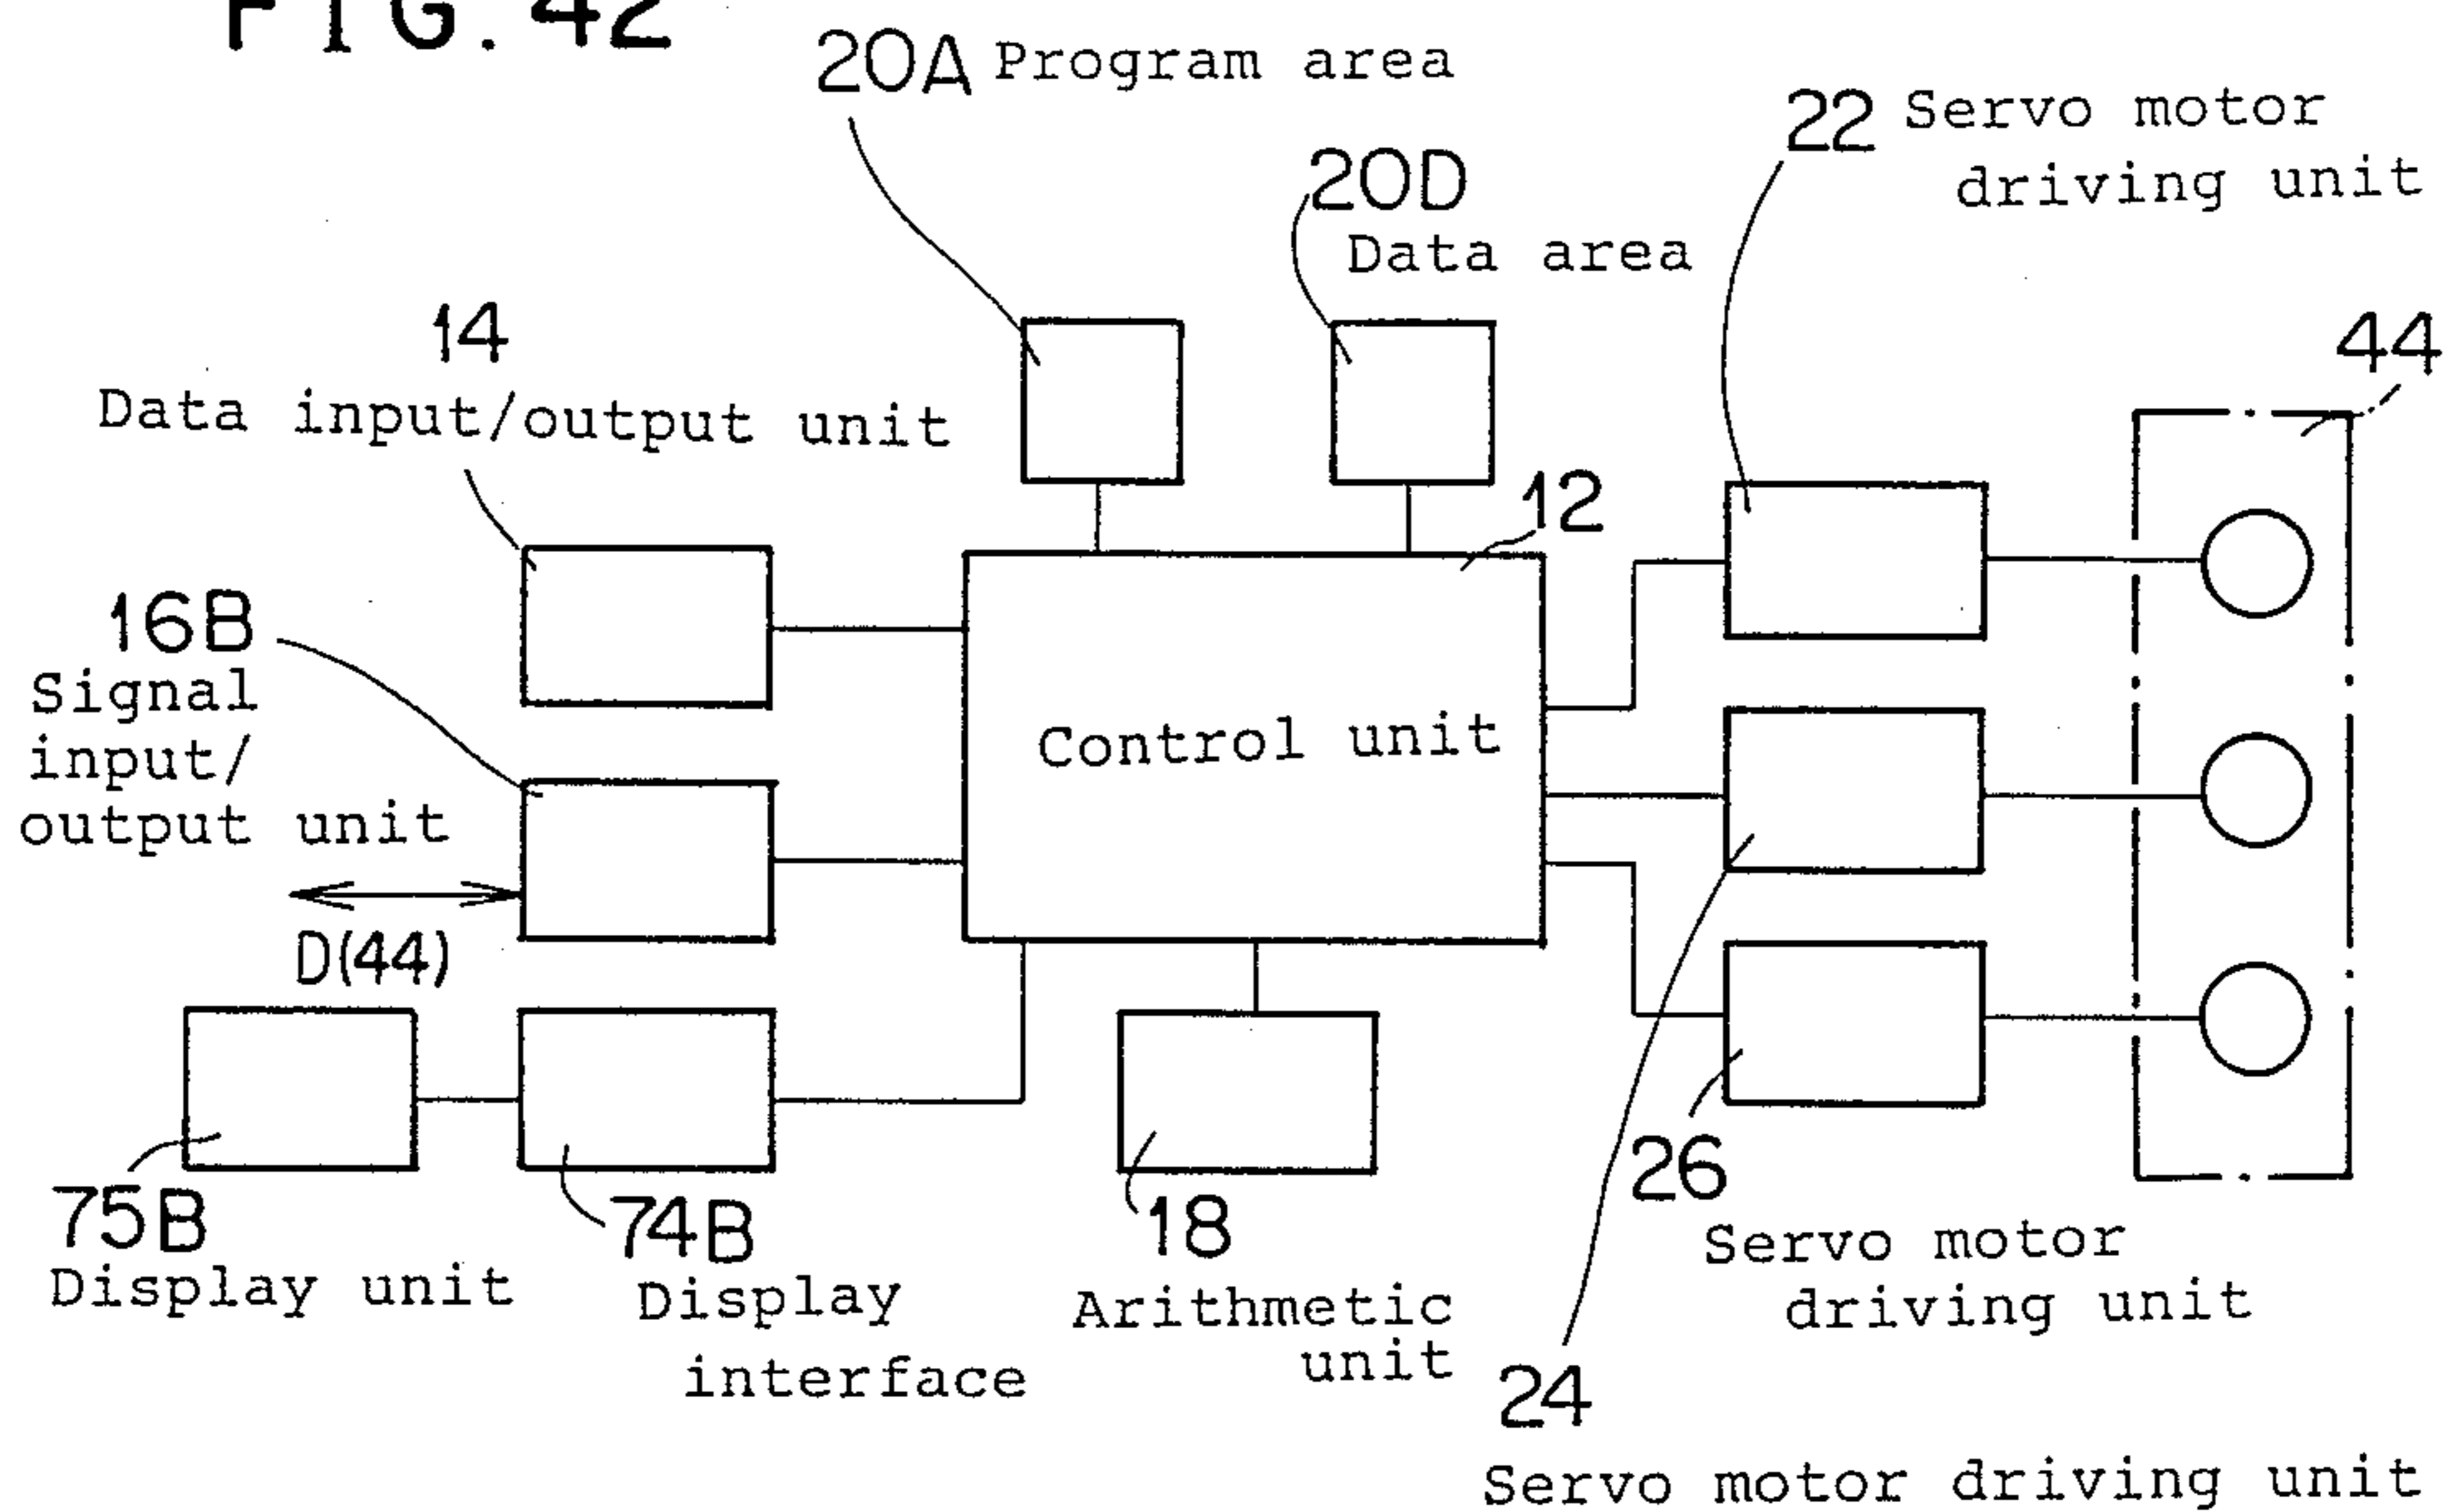 FIG. 42
20A Program area
22 Servo motor
driving unit
20D
Data area
14
Data input/output unit
44
12
16B
Signal
input/
output unit
Control unit
D(44)
75B
Display unit
74B
Display
interface
18
Arithmetic
unit
26
Servo motor
driving unit
24
Servo motor driving unit